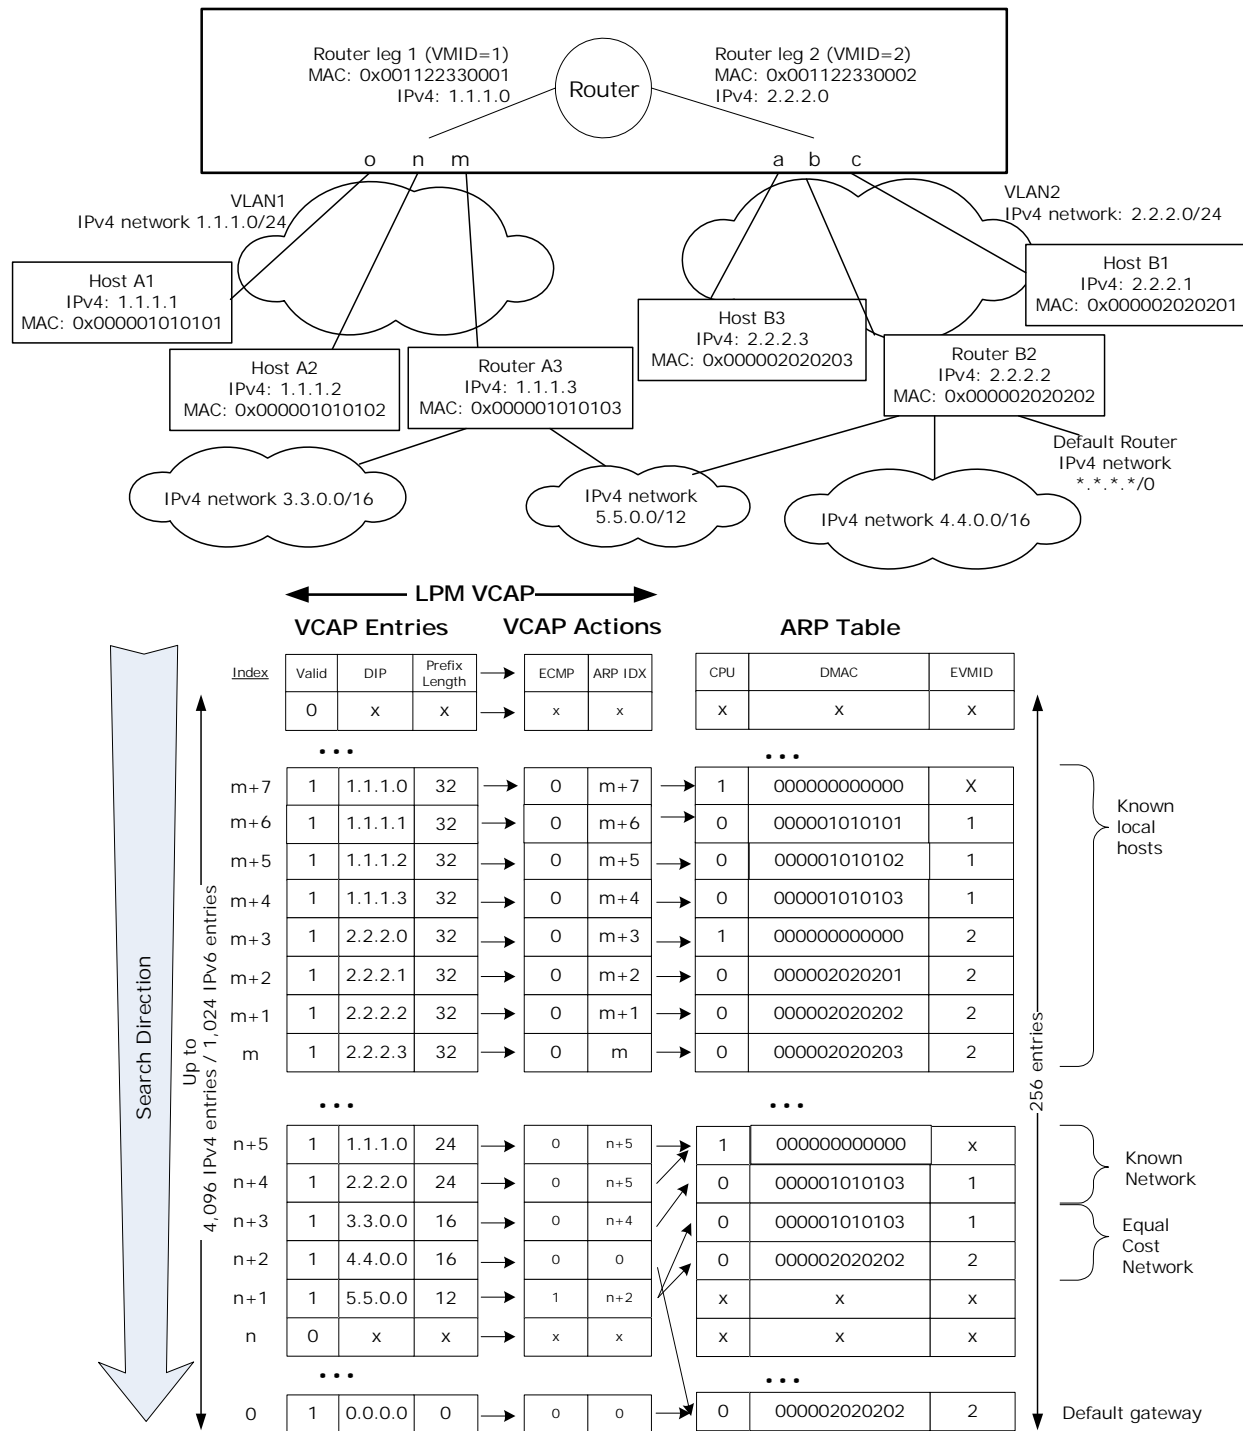 Router leg 1 (VMID=1)
MAC: 0x001122330001
IPv4: 1.1.1.0
Router
Router leg 2 (VMID=2)
MAC: 0x001122330002
IPv4: 2.2.2.0
o n m
a b c
VLAN1
IPv4 network 1.1.1.0/24
VLAN2
IPv4 network: 2.2.2.0/24
Host A1
IPv4: 1.1.1.1
MAC: 0x000001010101
Host B1
IPv4: 2.2.2.1
MAC: 0x000002020201
Host A2
IPv4: 1.1.1.2
MAC: 0x000001010102
Router A3
IPv4: 1.1.1.3
MAC: 0x000001010103
Host B3
IPv4: 2.2.2.3
MAC: 0x000002020203
Router B2
IPv4: 2.2.2.2
MAC: 0x000002020202
Default Router
IPv4 network
*.*.*.*/0
IPv4 network 3.3.0.0/16
IPv4 network
5.5.0.0/12
IPv4 network 4.4.0.0/16
LPM VCAP
VCAP Entries VCAP Actions ARP Table
Index Valid DIP Prefix Length ECMP ARP IDX CPU DMAC EVMID
0 x x x x x x x
... ...
m+7 1 1.1.1.0 32 0 m+7 1 000000000000 X
m+6 1 1.1.1.1 32 0 m+6 0 000001010101 1
m+5 1 1.1.1.2 32 0 m+5 0 000001010102 1
m+4 1 1.1.1.3 32 0 m+4 0 000001010103 1
m+3 1 2.2.2.0 32 0 m+3 1 000000000000 2
m+2 1 2.2.2.1 32 0 m+2 0 000002020201 2
m+1 1 2.2.2.2 32 0 m+1 0 000002020202 2
m 1 2.2.2.3 32 0 m 0 000002020203 2
... ...
n+5 1 1.1.1.0 24 0 n+5 1 000000000000 x
n+4 1 2.2.2.0 24 0 n+5 0 000001010103 1
n+3 1 3.3.0.0 16 0 n+4 0 000001010103 1
n+2 1 4.4.0.0 16 0 0 0 000002020202 2
n+1 1 5.5.0.0 12 1 n+2 x x x
n 0 x x x x x x x
... ...
0 1 0.0.0.0 0 0 0 0 000002020202 2
Search Direction
Up to
4,096 IPv4 entries / 1,024 IPv6 entries
256 entries
Known
local
hosts
Known
Network
Equal
Cost
Network
Default gateway